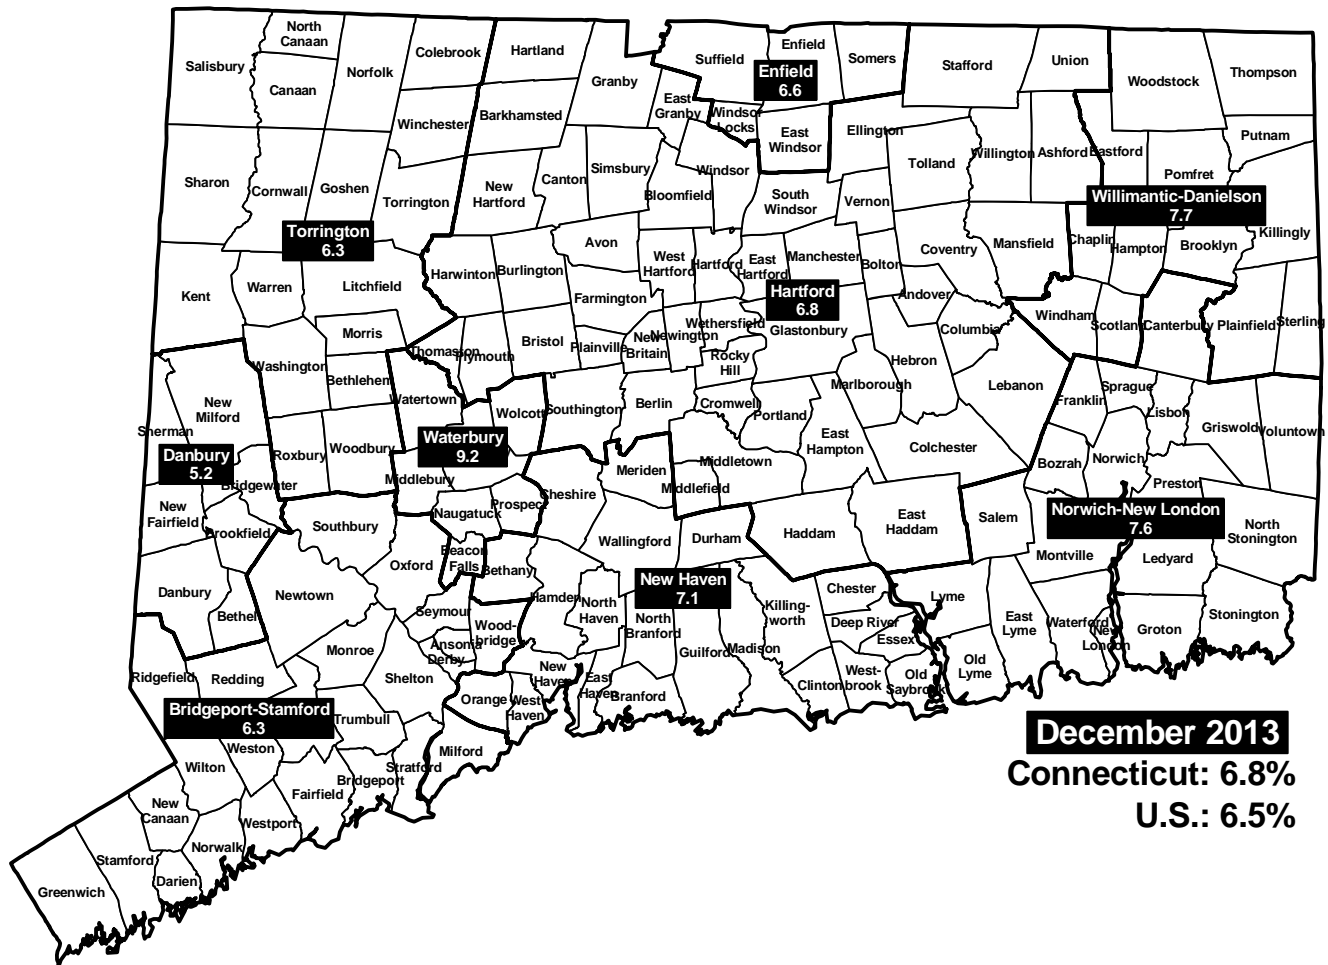 North
Canaan
Colebrook
Hartland
Suffield
Enfield
Somers
Stafford
Union
Woodstock
Thompson
Salisbury
Norfolk
Canaan
Granby
Enfield
6.6
Winchester
Barkhamsted
East
Granby
Windsor
Locks
East
Windsor
Ellington
Tolland
Willington
Ashford
Eastford
Putnam
Pomfret
Sharon
Cornwall
Goshen
Torrington
New
Hartford
Canton
Simsbury
Bloomfield
Windsor
South
Windsor
Vernon
Willimantic-Danielson
7.7
Torrington
6.3
Avon
West
Hartford
Hartford
East
Hartford
Manchester
Bolton
Coventry
Mansfield
Chaplin
Hampton
Brooklyn
Killingly
Kent
Warren
Litchfield
Harwinton
Burlington
Farmington
Hartford
6.8
Andover
Columbia
Windham
Scotland
Canterbury
Plainfield
Sterling
Morris
Thomaston
Plymouth
Bristol
Plainville
New
Britain
Newington
Wethersfield
Rocky
Hill
Glastonbury
Hebron
Marlborough
Lebanon
Franklin
Sprague
Lisbon
Griswold
Voluntown
Washington
Bethlehem
Watertown
Wolcott
Southington
Berlin
Cromwell
Portland
East
Hampton
Colchester
Bozrah
Norwich
Preston
New
Milford
Sherman
Danbury
5.2
Bridgewater
Roxbury
Woodbury
Waterbury
9.2
Middlebury
Naugatuck
Prospect
Cheshire
Meriden
Middletown
Middlefield
New
Fairfield
Brookfield
Southbury
Oxford
Beacon
Falls
Bethany
Wallingford
Durham
Haddam
East
Haddam
Salem
Norwich-New London
7.6
Montville
Ledyard
North
Stonington
Danbury
Bethel
Newtown
Seymour
Wood-
bridge
Hamden
North
Haven
New Haven
7.1
North
Branford
Killing-
worth
Chester
Deep River
Essex
Lyme
East
Lyme
Waterford
New
London
Groton
Stonington
Ridgefield
Redding
Monroe
Ansonia
Derby
Shelton
Orange
New
Haven
West
Haven
East
Haven
Branford
Guilford
Madison
Clinton
West-
brook
Old
Saybrook
Old
Lyme
Bridgeport-Stamford
6.3
Trumbull
Weston
Wilton
Fairfield
Bridgeport
Stratford
Milford
New
Canaan
Westport
Norwalk
Stamford
Darien
Greenwich
December 2013
Connecticut: 6.8%
U.S.: 6.5%